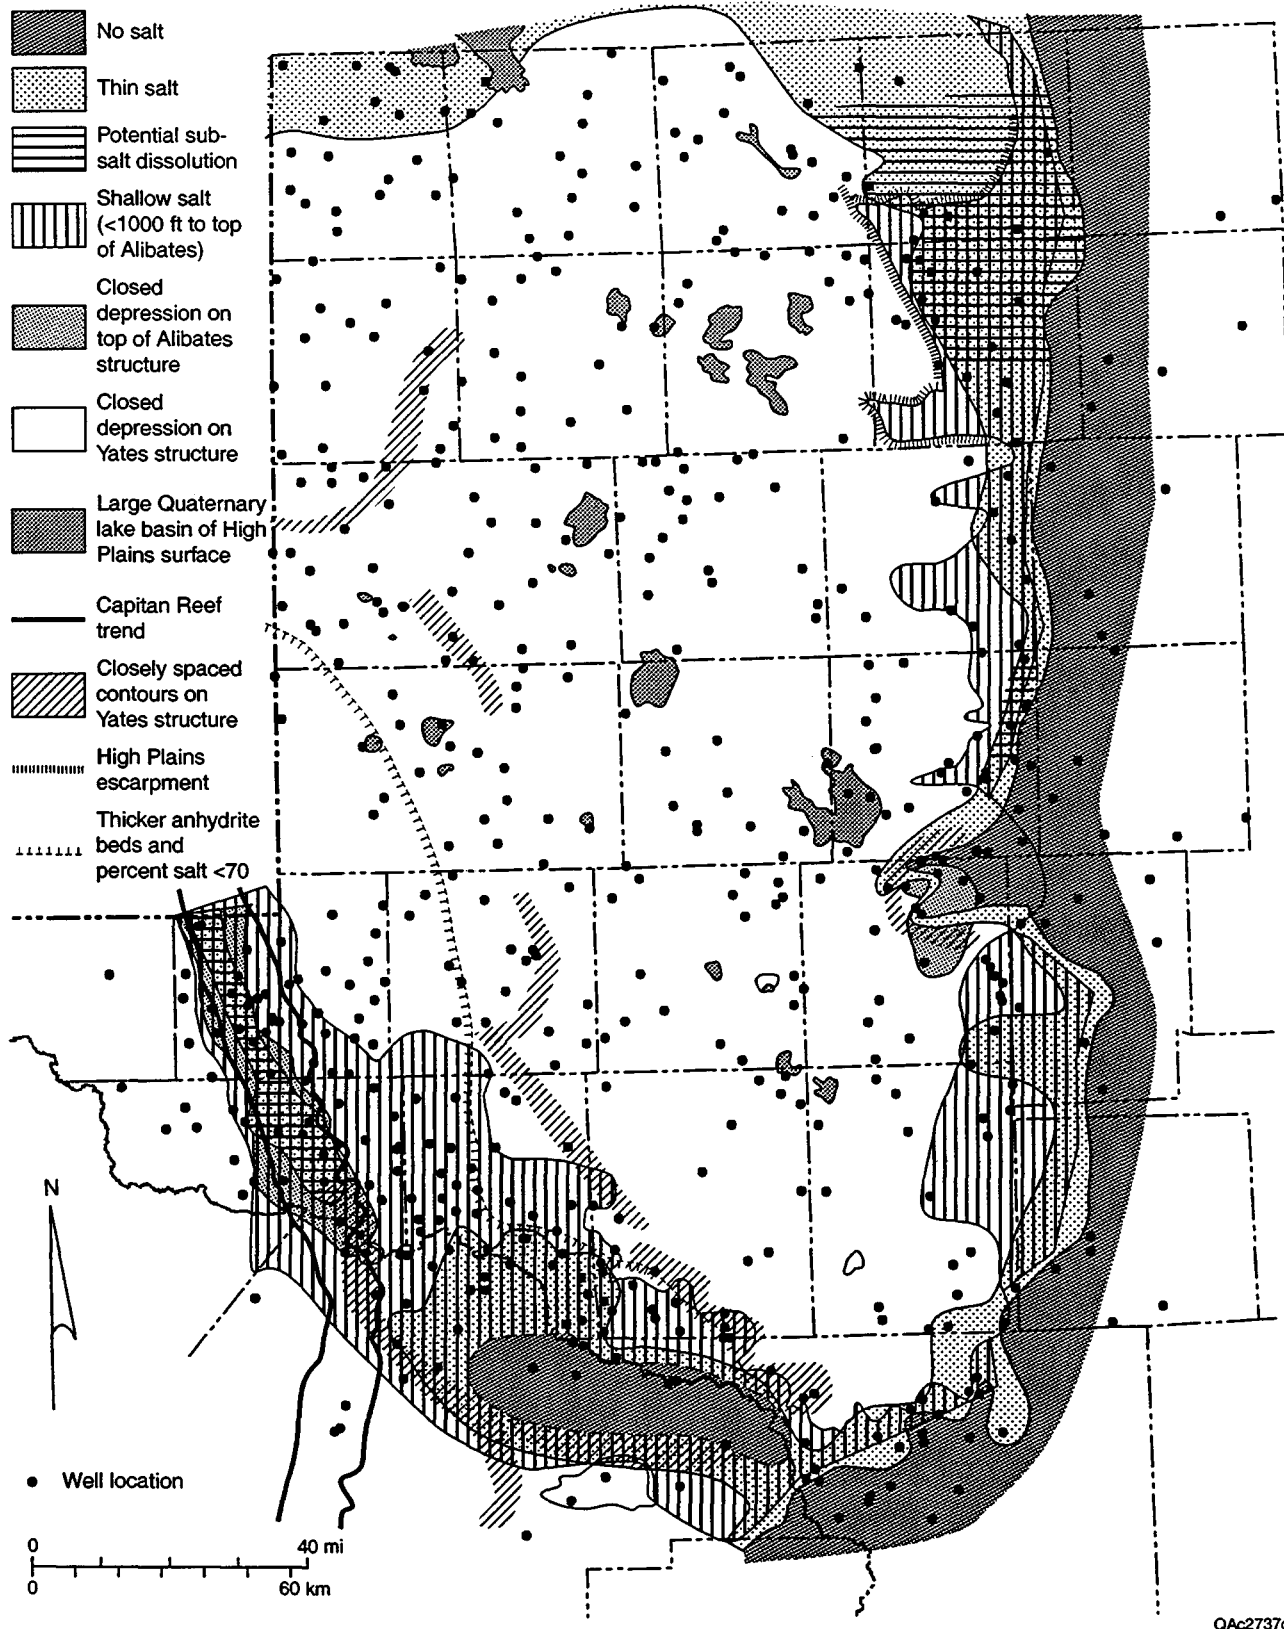 No salt
Thin salt
Potential sub-
salt dissolution
Shallow salt
(<1000 ft to top
of Alibates)
Closed
depression on
top of Alibates
structure
Closed
depression on
Yates structure
Large Quaternary
lake basin of High
Plains surface
Capitan Reef
trend
Closely spaced
contours on
Yates structure
High Plains
escarpment
Thicker anhydrite
beds and
percent salt <70
N
Well location
0 40 mi
0 60 km
QAc2737c